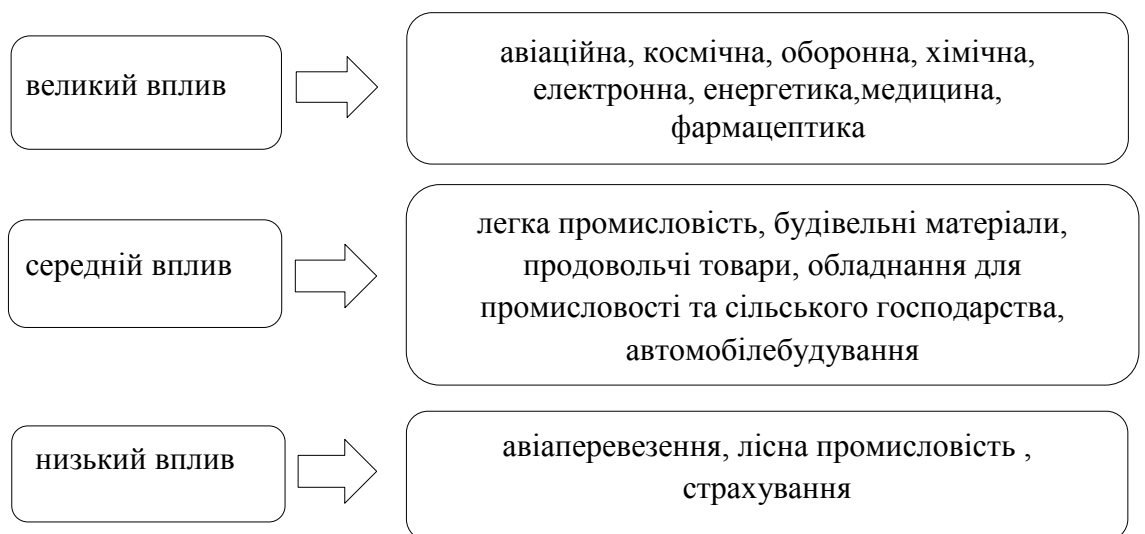 великий вплив
авіаційна, космічна, оборонна, хімічна,
електронна, енергетика,медицина,
фармацептика
середній вплив
легка промисловість, будівельні матеріали,
продовольчі товари, обладнання для
промисловості та сільського господарства,
автомобілебудування
низький вплив
авіаперевезення, лісна промисловість ,
страхування